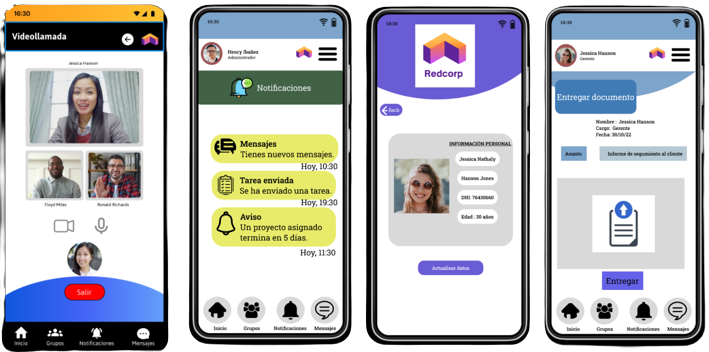 16:30
Videollamada
Jessica Hanson
Floyd Miles
Ronald Richards
Salir
Inicio
Grupos
Notificaciones
Mensajes
16:30
Henry Ibañez
Administrador
Notificaciones
Mensajes
Tienes nuevos mensajes.
Hoy, 10:30
Tarea enviada
Se ha enviado una tarea.
Hoy, 19:30
Aviso
Un proyecto asignado
termina en 5 días.
Hoy, 11:30
Inicio
Grupos
Notificaciones
Mensajes
16:30
Redcorp
Back
INFORMACIÓN PERSONAL
Jessica Nathaly
Hanson Jones
DNI: 76430660
Edad : 30 años
Actualizar datos
16:30
Jessica Hanson
Gerente
Entregar documento
Nombre : Jessica Hanson
Cargo: Gerente
Fecha: 30/10/22
Asunto
Informe de seguimiento al cliente
Entregar
Inicio
Grupos
Notificaciones
Mensajes